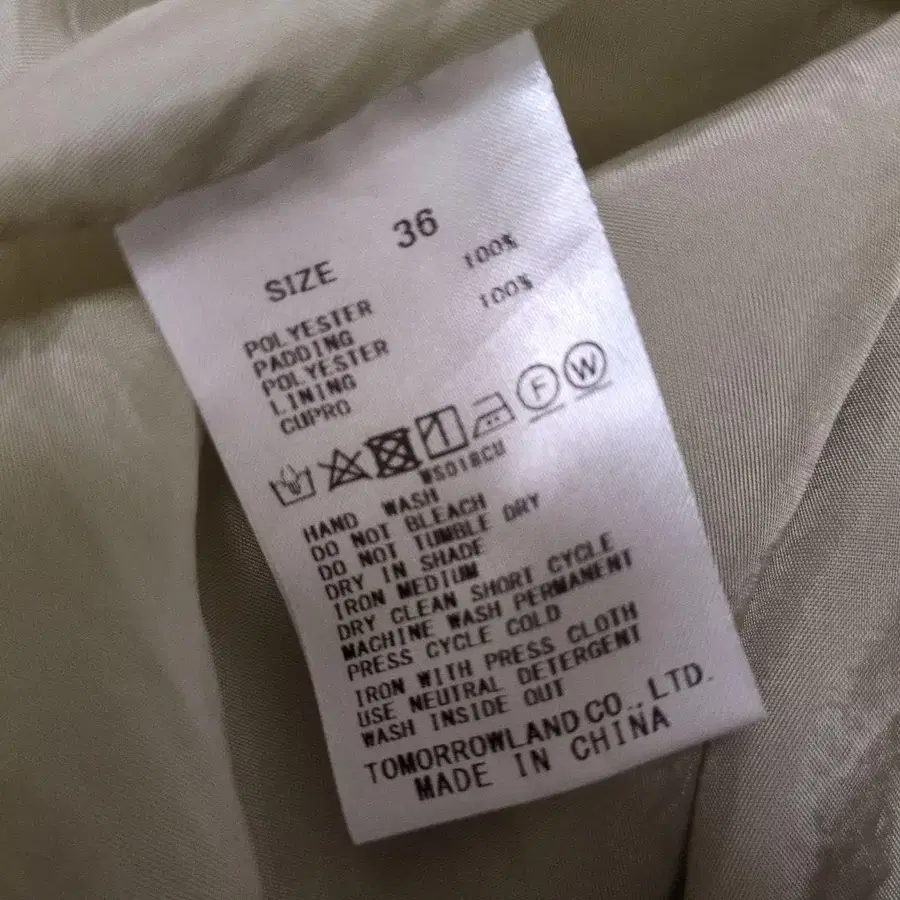 SIZE 36
POLYESTER 100%
PADDING
POLYESTER 100%
LINING
CUPRO
F W
WS01BCU
HAND WASH
DO NOT BLEACH
DO NOT TUMBLE DRY
DRY IN SHADE
IRON MEDIUM
DRY CLEAN SHORT CYCLE
MACHINE WASH PERMANENT
PRESS CYCLE COLD
IRON WITH PRESS CLOTH
USE NEUTRAL DETERGENT
WASH INSIDE OUT
TOMORROWLAND CO., LTD.
MADE IN CHINA